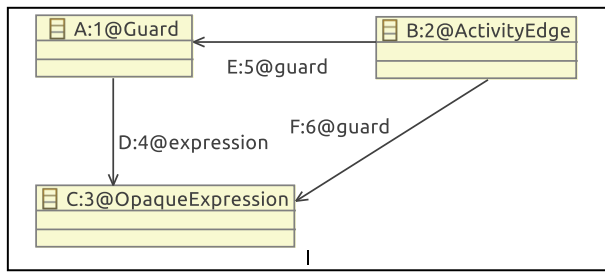 A:1@Guard
B:2@ActivityEdge
E:5@guard
F:6@guard
D:4@expression
C:3@OpaqueExpression